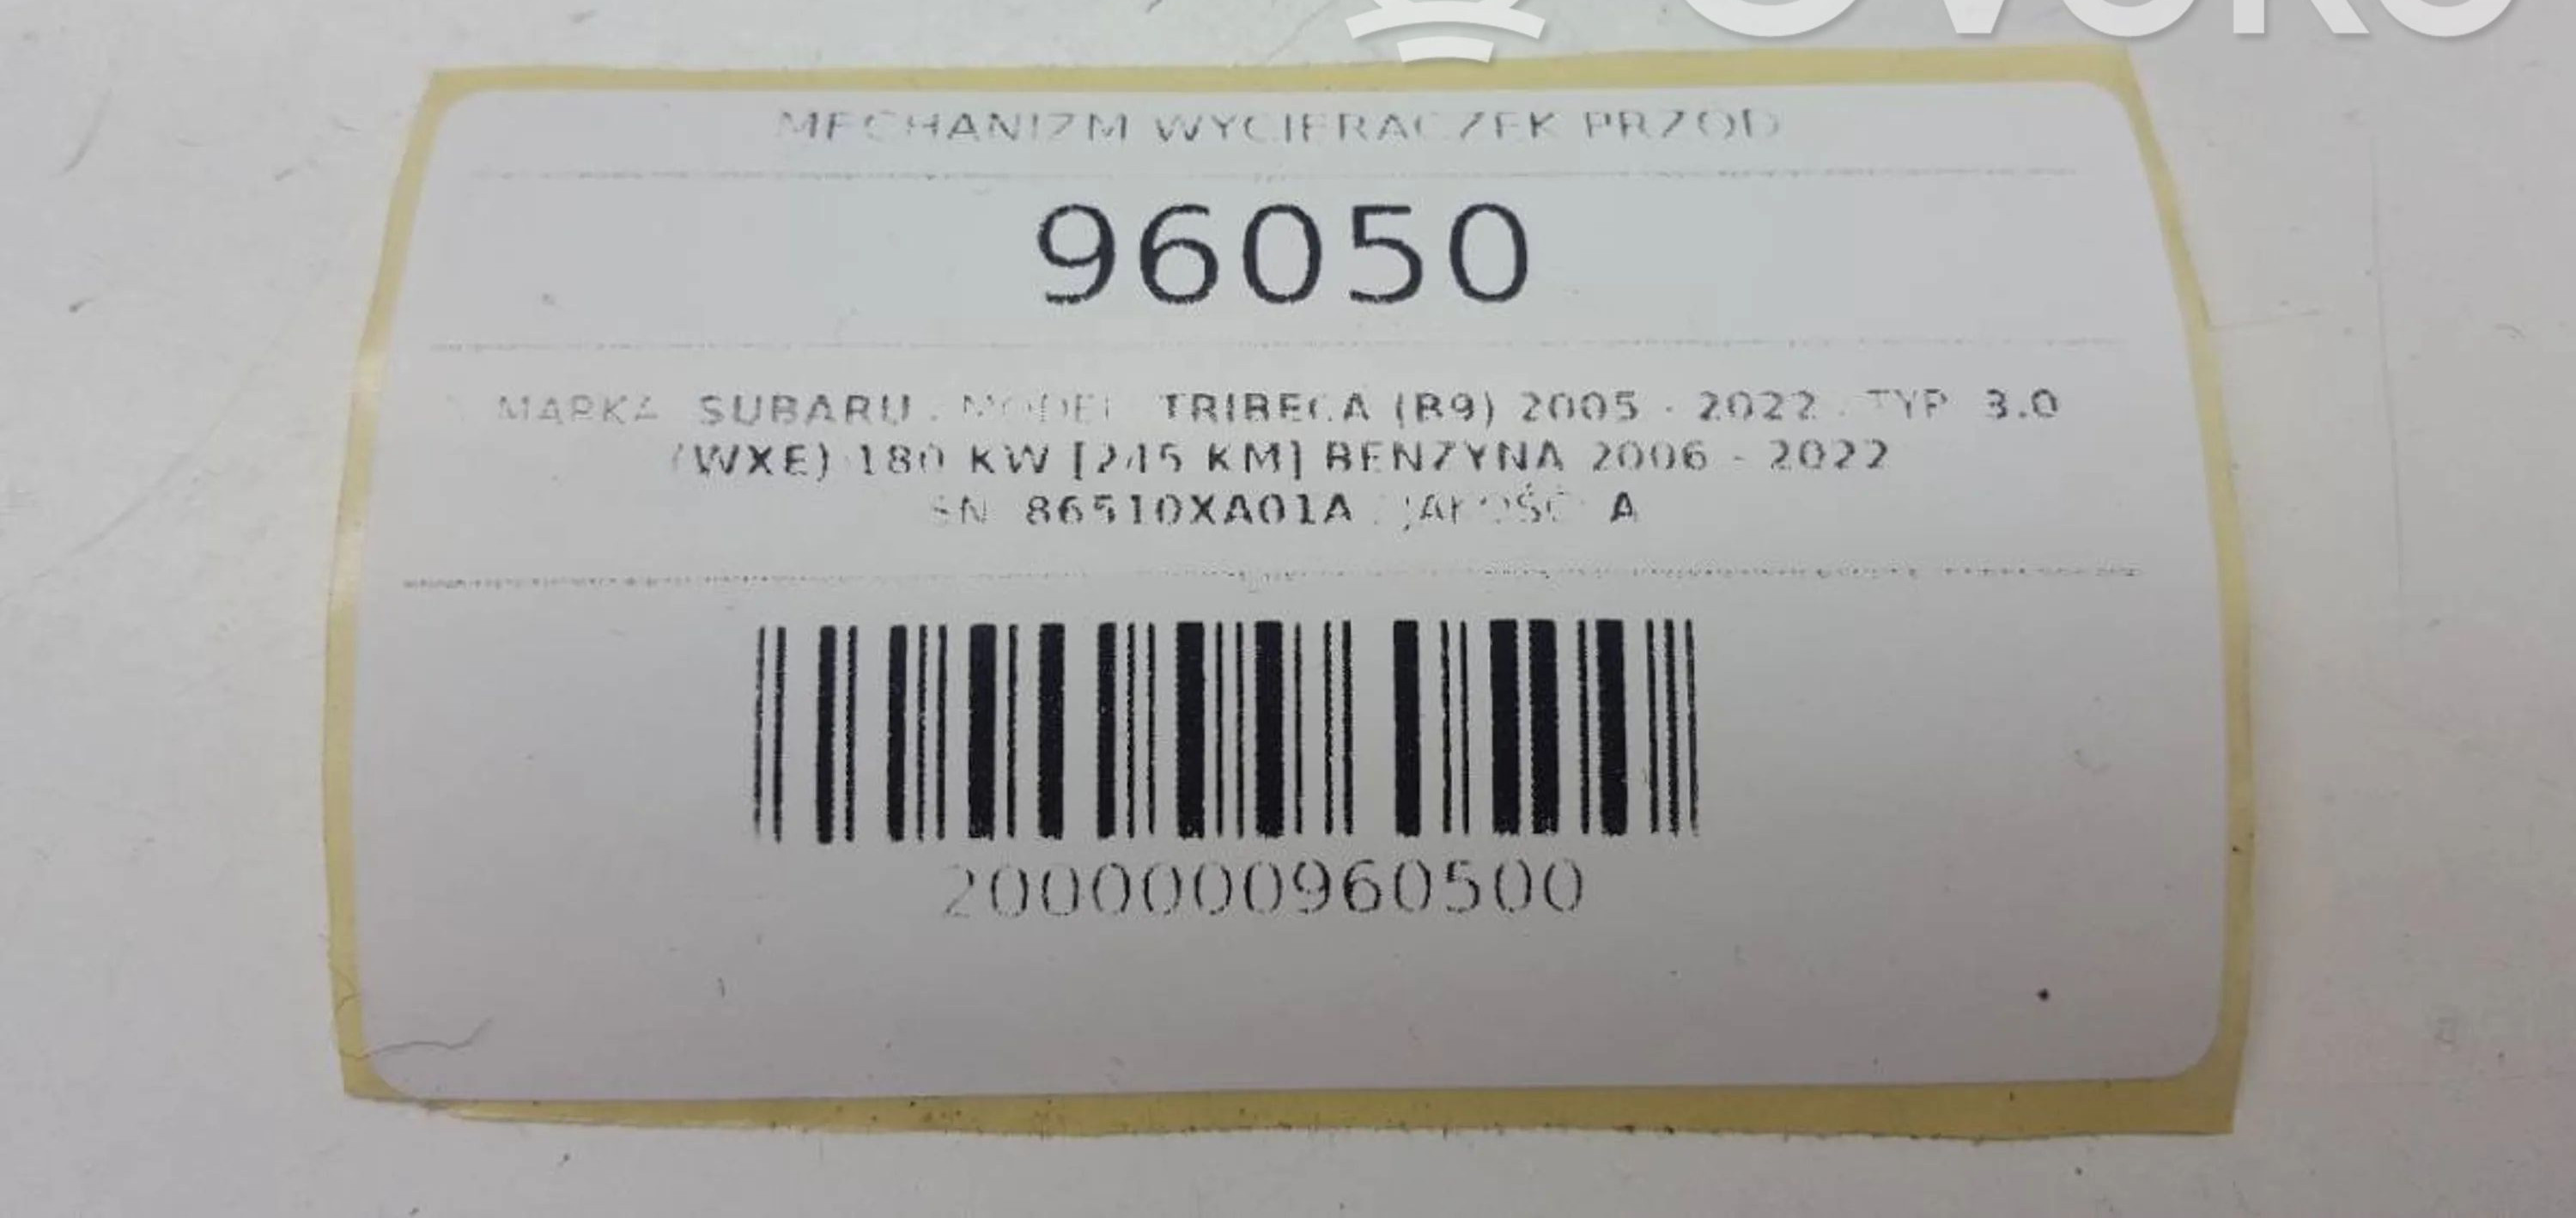 MECHANIZM WYCIERACZEK PRZÓD
96050
MARKA SUBARU, MODEL TRIBECA (B9) 2005 - 2022, TYP 3.0
(WXE) 180 KW [245 KM] BENZYNA 2006 - 2022
SN 86510XA01A, JAKOŚĆ A
2000000960500